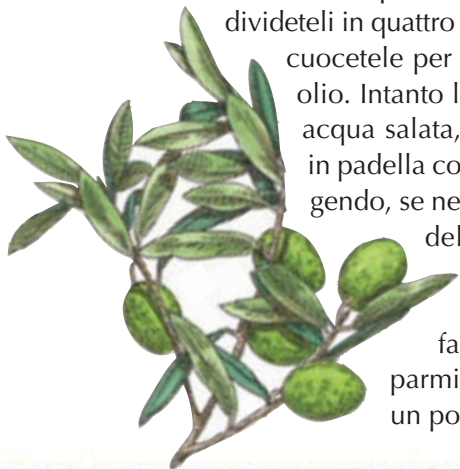 divideteli in quattro
cuocetele per
olio. Intanto l
acqua salata,
in padella co
gendo, se ne
del
fa
parmi
un po